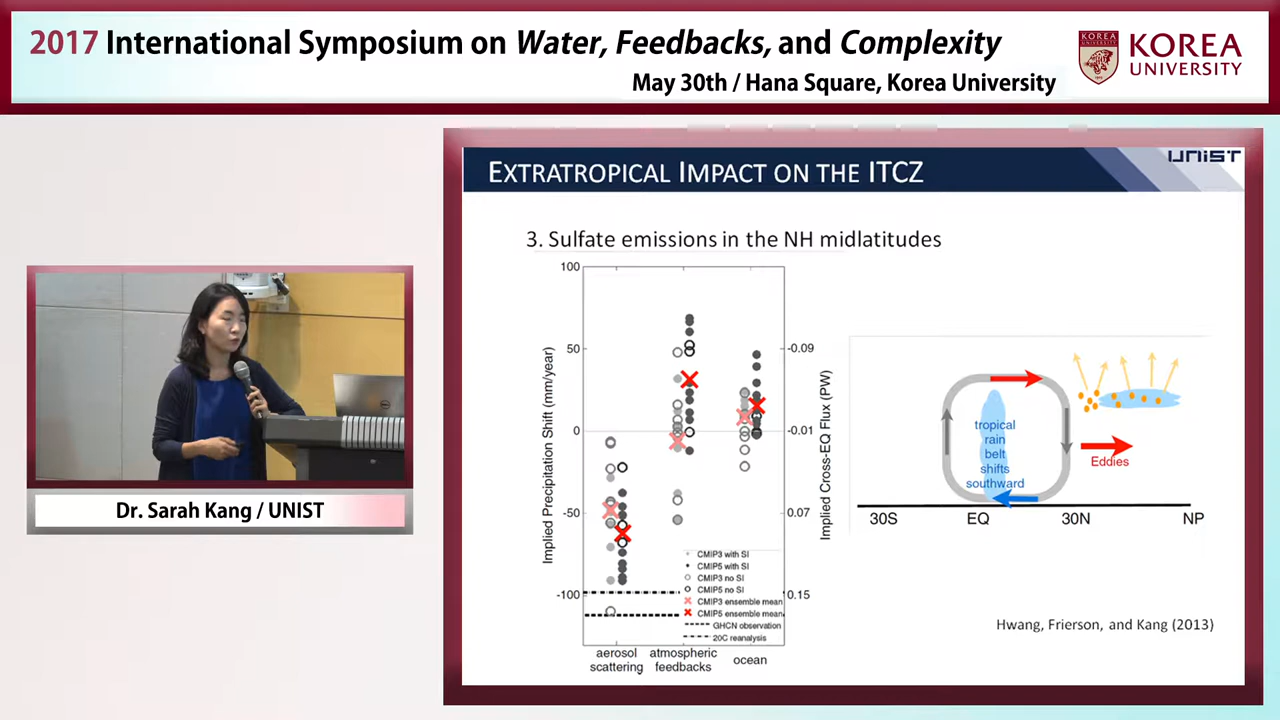 2017 International Symposium on Water, Feedbacks, and Complexity
May 30th / Hana Square, Korea University
KOREA
UNIVERSITY
UNIST
EXTRATROPICAL IMPACT ON THE ITCZ
3. Sulfate emissions in the NH midlatitudes
Implied Precipitation Shift (mm/year)
100
50
0
-50
-100
-0.09
-0.01
0.07
0.15
Implied Cross-EQ Flux (PW)
CMIP3 with SI
CMIP5 with SI
CMIP3 no SI
CMIP5 no SI
CMIP3 ensemble mean
CMIP5 ensemble mean
GHCN observation
20C reanalysis
aerosol
scattering
atmospheric
feedbacks
ocean
tropical
rain
belt
shifts
southward
Eddies
30S EQ 30N NP
Hwang, Frierson, and Kang (2013)
Dr. Sarah Kang / UNIST